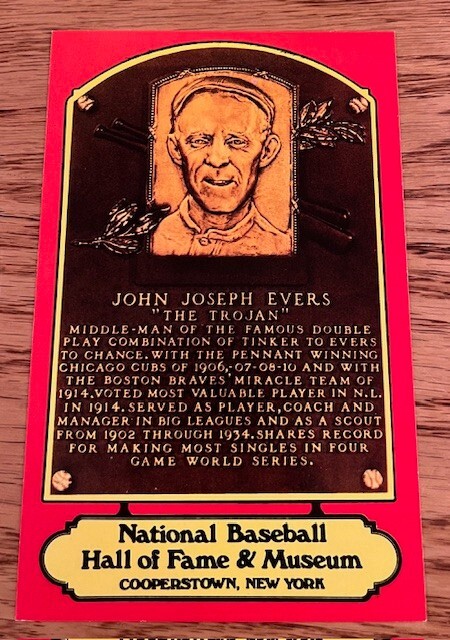 JOHN JOSEPH EVERS
"THE TROJAN"
MIDDLE-MAN OF THE FAMOUS DOUBLE
PLAY COMBINATION OF TINKER TO EVERS
TO CHANCE. WITH THE PENNANT WINNING
CHICAGO CUBS OF 1906,-07-08-10 AND WITH
THE BOSTON BRAVES' MIRACLE TEAM OF
1914. VOTED MOST VALUABLE PLAYER IN N.L.
IN 1914. SERVED AS PLAYER, COACH AND
MANAGER IN BIG LEAGUES AND AS A SCOUT
FROM 1902 THROUGH 1934. SHARES RECORD
FOR MAKING MOST SINGLES IN FOUR
GAME WORLD SERIES.
National Baseball
Hall of Fame & Museum
COOPERSTOWN, NEW YORK